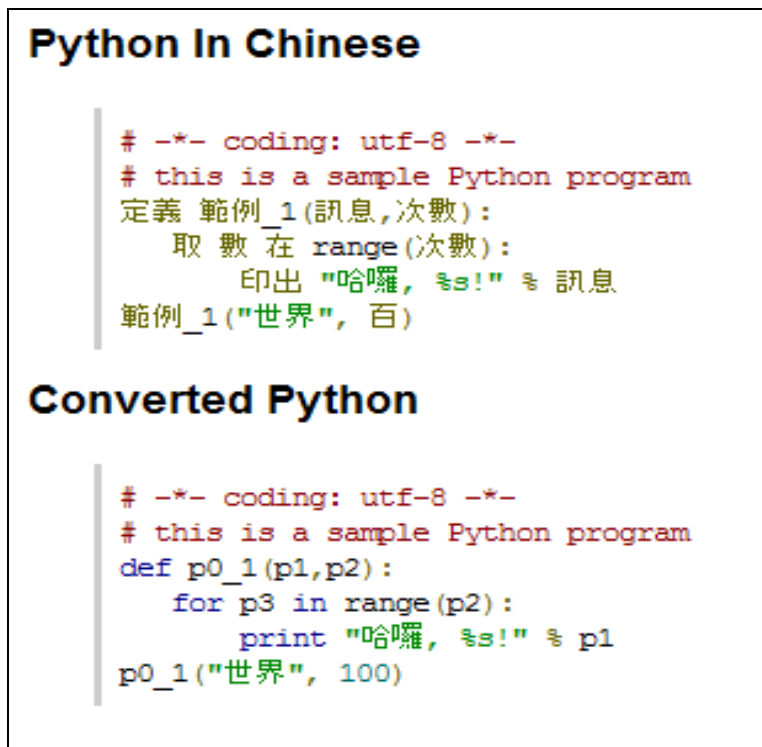 Python In Chinese
# -*- coding: utf-8 -*-
# this is a sample Python program
定義 範例_1(訊息,次數):
取 數 在 range(次數):
印出 "哈囉, %s!" % 訊息
範例_1("世界", 百)
Converted Python
# -*- coding: utf-8 -*-
# this is a sample Python program
def p0_1(p1,p2):
for p3 in range(p2):
print "哈囉, %s!" % p1
p0_1("世界", 100)